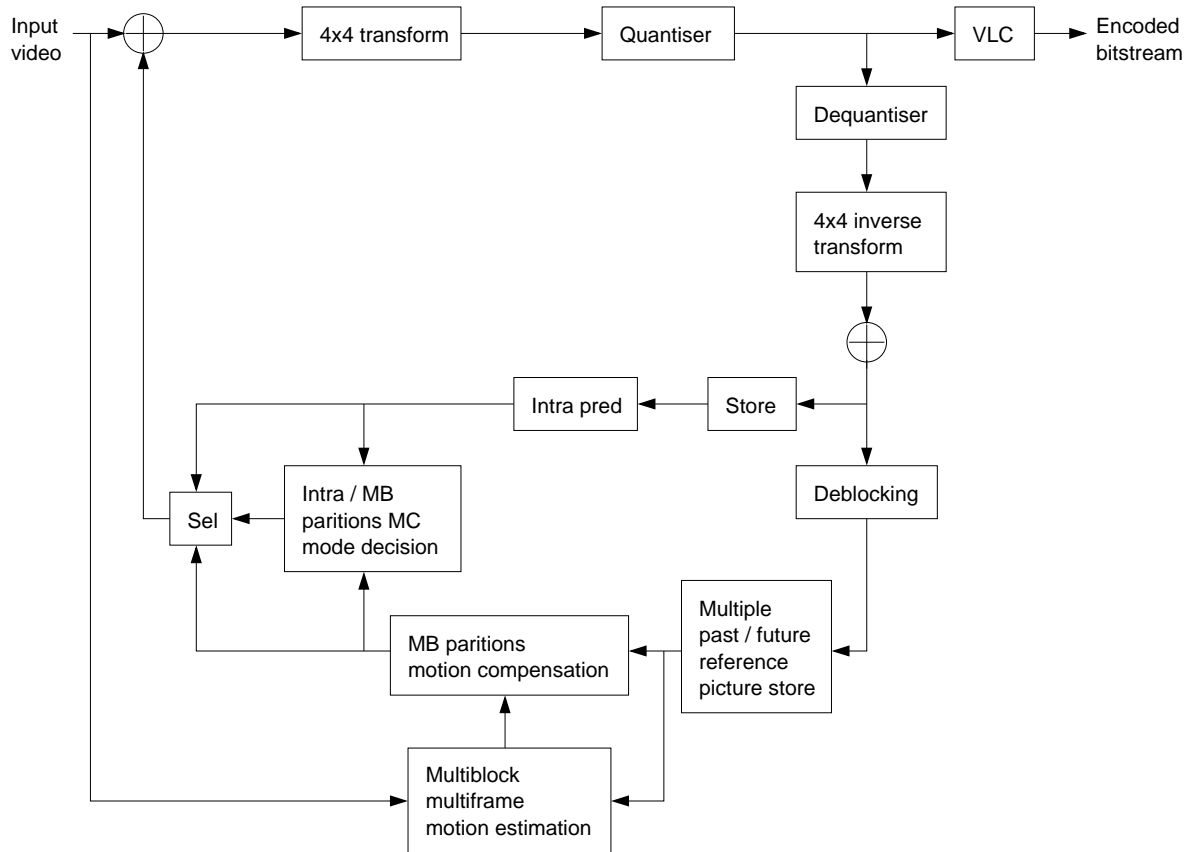 Input
video
4x4 transform
Quantiser
VLC
Encoded
bitstream
Dequantiser
4x4 inverse
transform
Intra pred
Store
Deblocking
Sel
Intra / MB
paritions MC
mode decision
MB paritions
motion compensation
Multiple
past / future
reference
picture store
Multiblock
multiframe
motion estimation